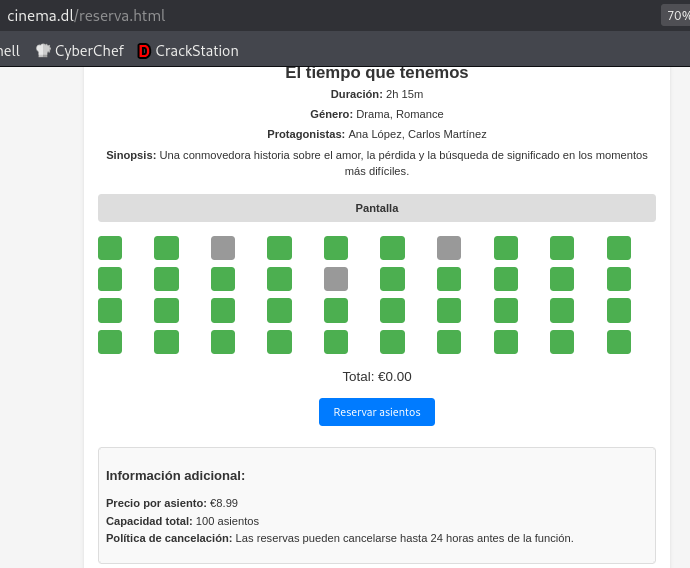 cinema.dl/reserva.html
70%
CyberChef
CrackStation
El tiempo que tenemos
Duración: 2h 15m
Género: Drama, Romance
Protagonistas: Ana López, Carlos Martínez
Sinopsis: Una conmovedora historia sobre el amor, la pérdida y la búsqueda de significado en los momentos
más difíciles.
Pantalla
Total: €0.00
Reservar asientos
Información adicional:
Precio por asiento: €8.99
Capacidad total: 100 asientos
Política de cancelación: Las reservas pueden cancelarse hasta 24 horas antes de la función.